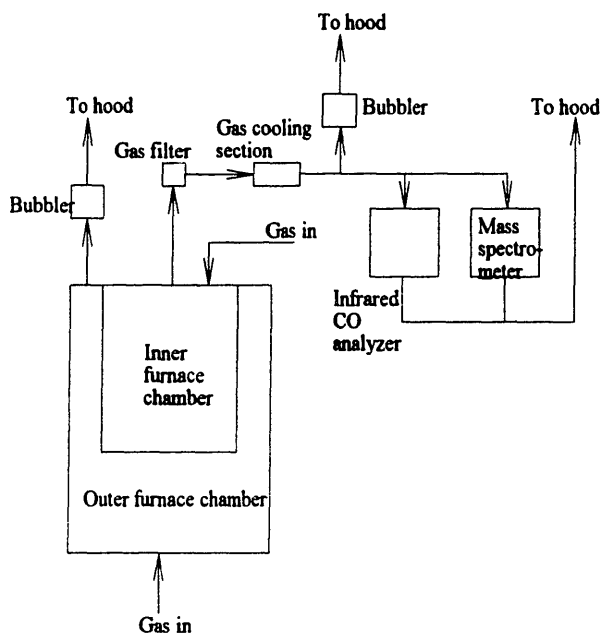 To hood
To hood
To hood
Bubbler
Gas cooling
section
Gas filter
Bubbler
Gas in
Mass
spectro-
meter
Infrared
CO
analyzer
Inner
furnace
chamber
Outer furnace chamber
Gas in